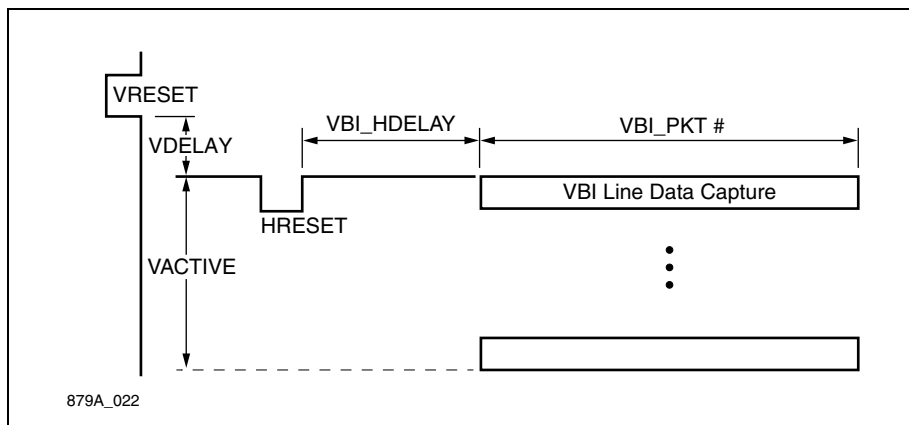 VRESET
VBI_HDELAY
VBI_PKT #
VDELAY
VBI Line Data Capture
HRESET
VACTIVE
879A_022